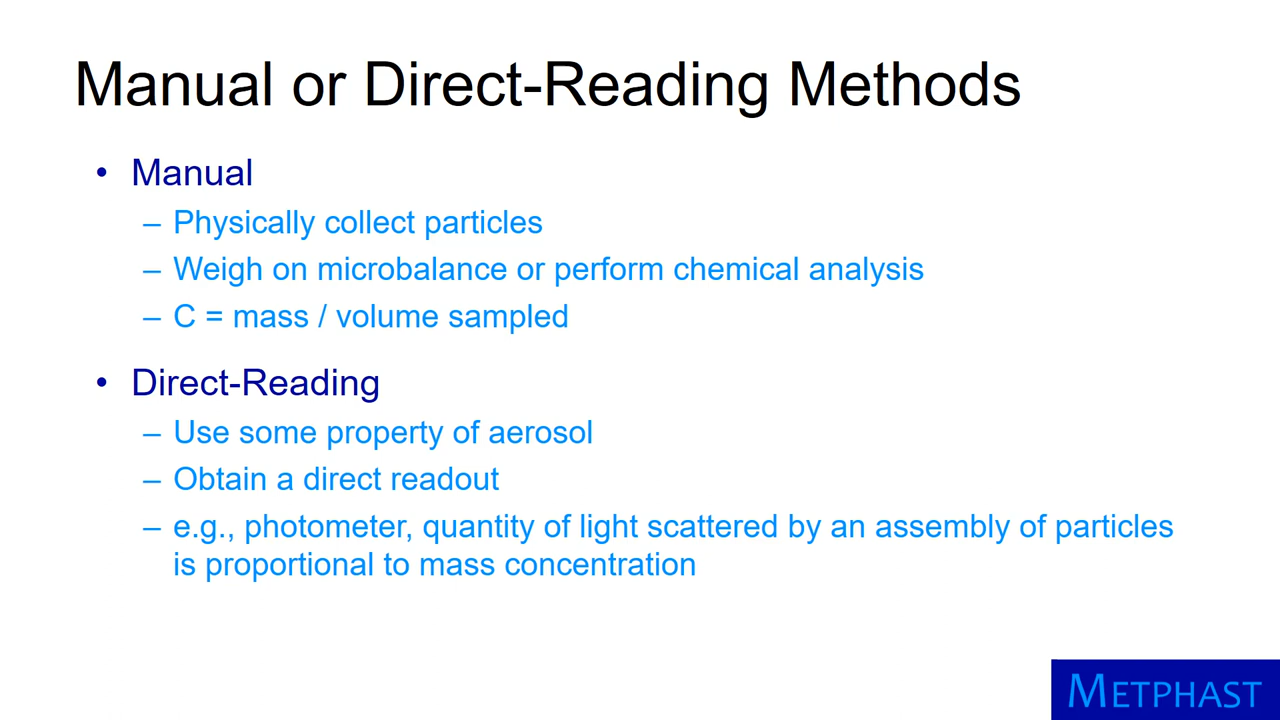 Manual or Direct-Reading Methods
• Manual
– Physically collect particles
– Weigh on microbalance or perform chemical analysis
– C = mass / volume sampled
• Direct-Reading
– Use some property of aerosol
– Obtain a direct readout
– e.g., photometer, quantity of light scattered by an assembly of particles
is proportional to mass concentration
METPHAST